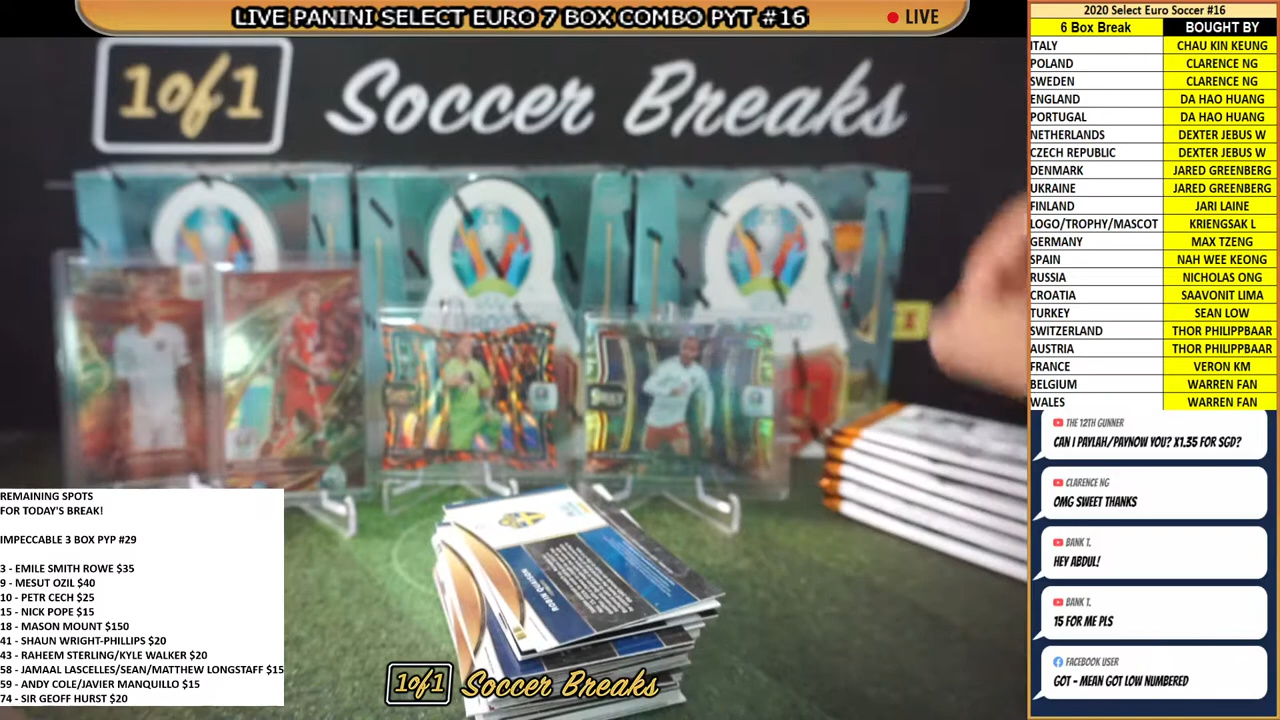 LIVE PANINI SELECT EURO 7 BOX COMBO PYT #16
LIVE
1of1 Soccer Breaks
2020 Select Euro Soccer #16
6 Box Break BOUGHT BY
ITALY CHAU KIN KEUNG
POLAND CLARENCE NG
SWEDEN CLARENCE NG
ENGLAND DA HAO HUANG
PORTUGAL DA HAO HUANG
NETHERLANDS DEXTER JEBUS W
CZECH REPUBLIC DEXTER JEBUS W
DENMARK JARED GREENBERG
UKRAINE JARED GREENBERG
FINLAND JARI LAINE
LOGO/TROPHY/MASCOT KRIENGSAK L
GERMANY MAX TZENG
SPAIN NAH WEE KEONG
RUSSIA NICHOLAS ONG
CROATIA SAAVONIT LIMA
TURKEY SEAN LOW
SWITZERLAND THOR PHILIPPBAAR
AUSTRIA THOR PHILIPPBAAR
FRANCE VERON KM
BELGIUM WARREN FAN
WALES WARREN FAN
THE 12TH GUNNER
CAN I PAYLAH/PAYNOW YOU? X1.35 FOR SGD?
CLARENCE NG
OMG SWEET THANKS
BANK T.
HEY ABDUL!
BANK T.
15 FOR ME PLS
FACEBOOK USER
GOT - MEAN GOT LOW NUMBERED
REMAINING SPOTS
FOR TODAY'S BREAK!
IMPECCABLE 3 BOX PYP #29
3 - EMILE SMITH ROWE $35
9 - MESUT OZIL $40
10 - PETR CECH $25
15 - NICK POPE $15
18 - MASON MOUNT $150
41 - SHAUN WRIGHT-PHILLIPS $20
43 - RAHEEM STERLING/KYLE WALKER $20
58 - JAMAAL LASCELLES/SEAN/MATTHEW LONGSTAFF $15
59 - ANDY COLE/JAVIER MANQUILLO $15
74 - SIR GEOFF HURST $20
ROBIN QUAISON
1of1 Soccer Breaks